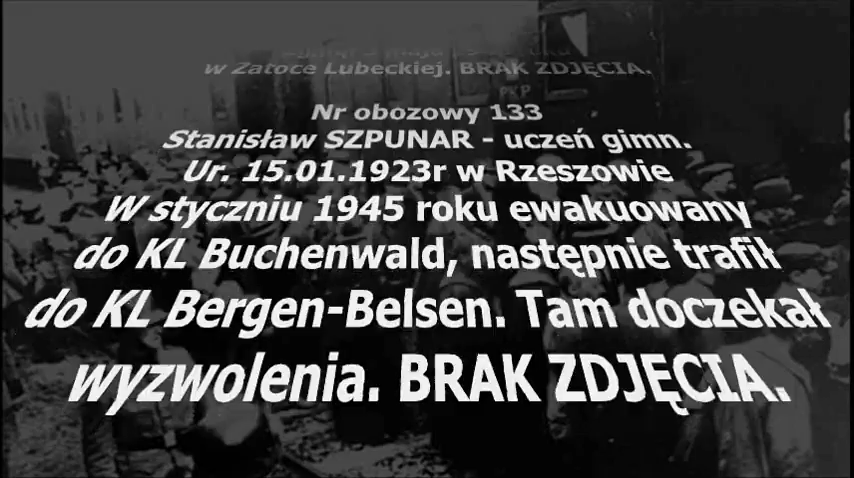 w Zatoce Lubeckiej. BRAK ZDJĘCIA.
PKP
Nr obozowy 133
Stanisław SZPUNAR - uczeń gimn.
Ur. 15.01.1923r w Rzeszowie
W styczniu 1945 roku ewakuowany
do KL Buchenwald, następnie trafił
do KL Bergen-Belsen. Tam doczekał
wyzwolenia. BRAK ZDJĘCIA.